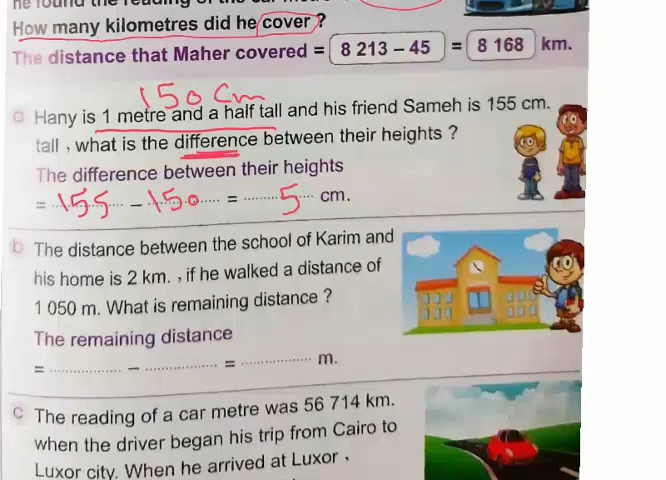 How many kilometres did he cover ?
The distance that Maher covered = 8 213 – 45 = 8 168 km.
150 Cm
a Hany is 1 metre and a half tall and his friend Sameh is 155 cm.
tall , what is the difference between their heights ?
The difference between their heights
= 155 – 150 = 5 cm.
b The distance between the school of Karim and
his home is 2 km. , if he walked a distance of
1 050 m. What is remaining distance ?
The remaining distance
= ............... – ............... = ............... m.
c The reading of a car metre was 56 714 km.
when the driver began his trip from Cairo to
Luxor city. When he arrived at Luxor ,